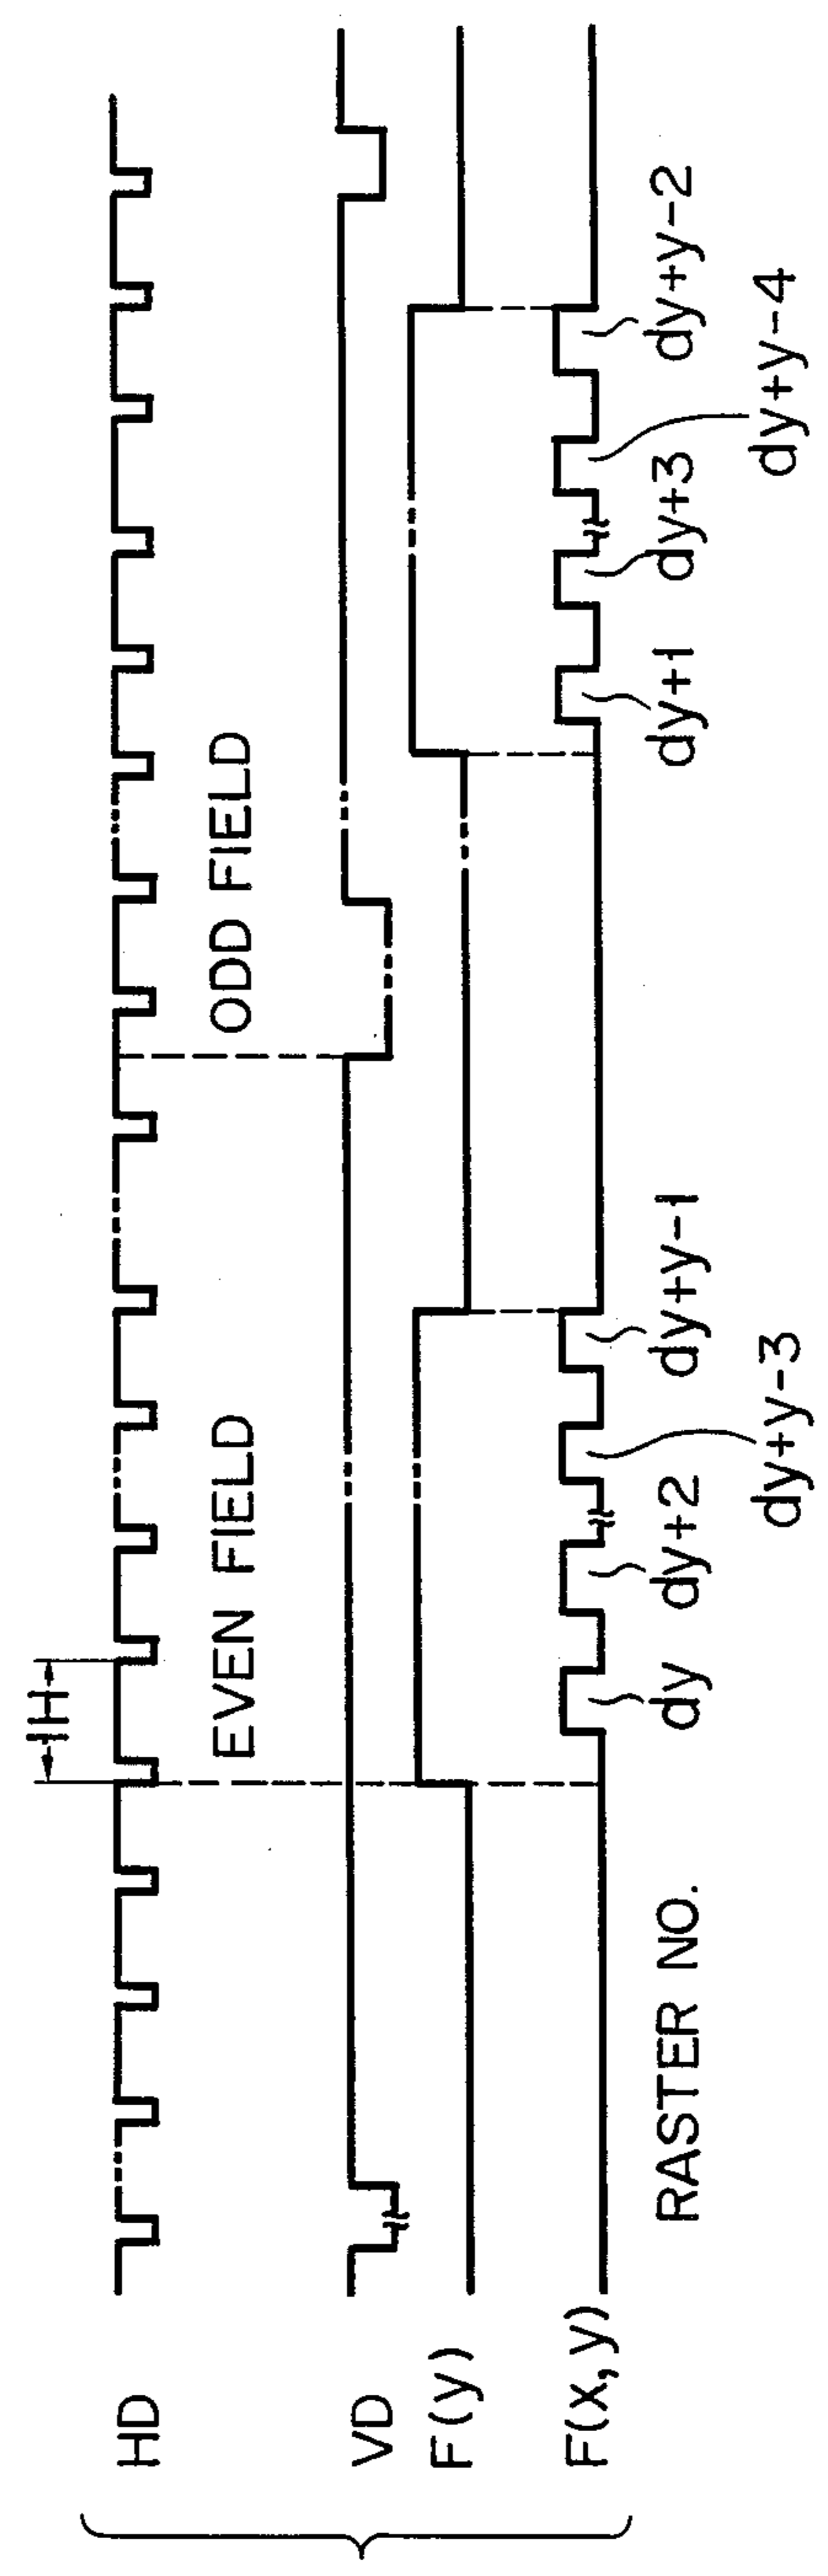 1H
HD
EVEN FIELD
ODD FIELD
VD
F(y)
F(x,y)
RASTER NO.
dy
dy+2
dy+y-3
dy+y-1
dy+1
dy+3
dy+y-4
dy+y-2